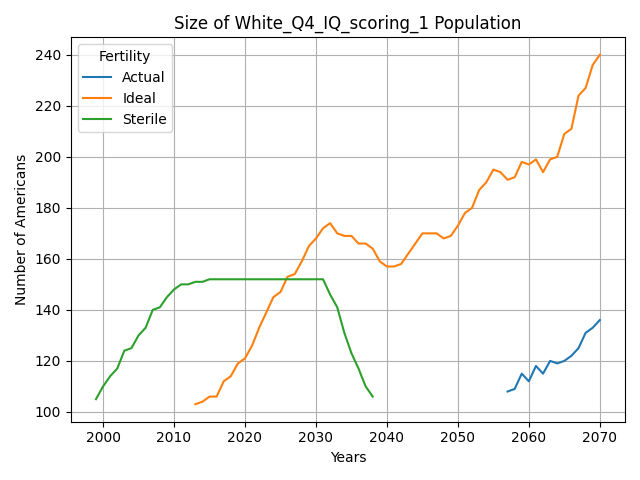 Size of White_Q4_IQ_scoring_1 Population
Number of Americans
240
220
200
180
160
140
120
100
Fertility
Actual
Ideal
Sterile
2000 2010 2020 2030 2040 2050 2060 2070
Years